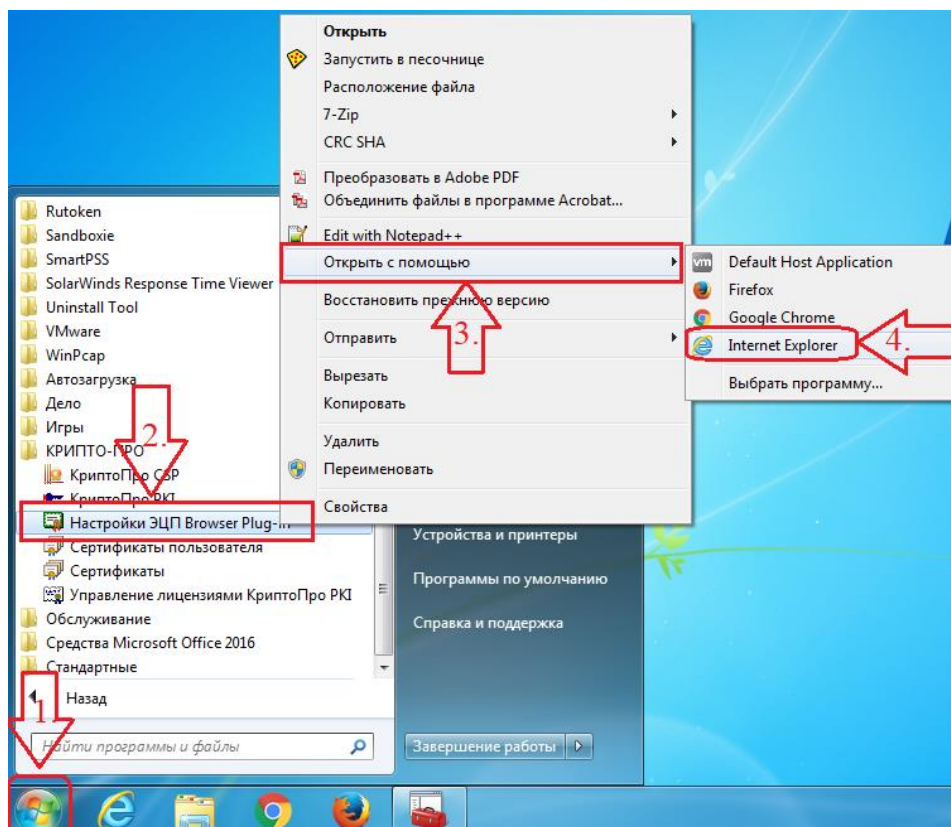 Открыть
Запустить в песочнице
Расположение файла
7-Zip
CRC SHA
Преобразовать в Adobe PDF
Объединить файлы в программе Acrobat...
Edit with Notepad++
Открыть с помощью
Восстановить прежнюю версию
3.
Отправить
Вырезать
Копировать
Удалить
Переименовать
Свойства
vm Default Host Application
Firefox
Google Chrome
Internet Explorer
4.
Выбрать программу...
Rutoken
Sandboxie
SmartPSS
SolarWinds Response Time Viewer
Uninstall Tool
VMware
WinPcap
Автозагрузка
Дело
Игры
2.
КРИПТО-ПРО
КриптоПро CSP
КриптоПро PKI
Настройки ЭЦП Browser Plug-in
Сертификаты пользователя
Сертификаты
Управление лицензиями КриптоПро PKI
Обслуживание
Средства Microsoft Office 2016
Стандартные
Назад
1.
Найти программы и файлы
Устройства и принтеры
Программы по умолчанию
Справка и поддержка
Завершение работы